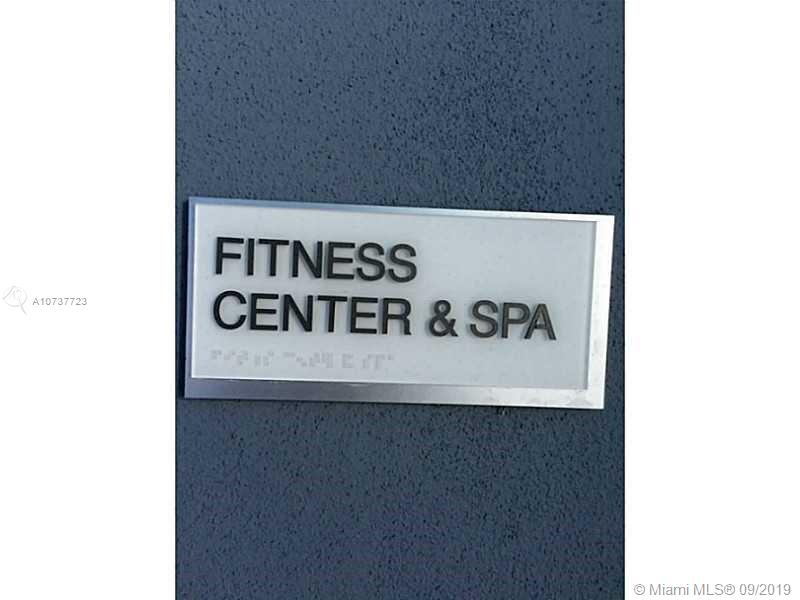 FITNESS
CENTER & SPA
A10737723
© Miami MLS® 09/2019